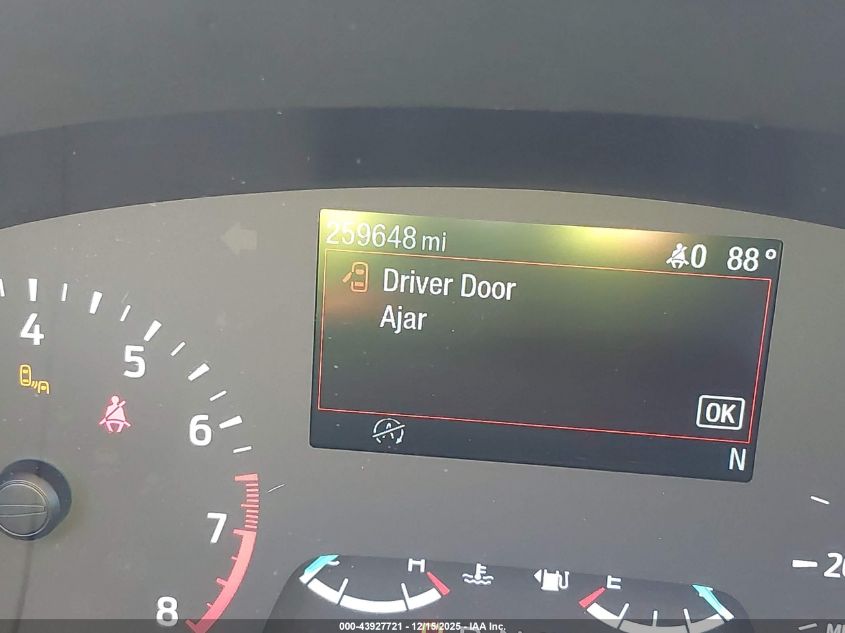 259648 mi
0 88°
Driver Door
Ajar
OK
N
4
5
6
7
8
H
E
20
000-43927721 - 12/15/2025 - IAA Inc.